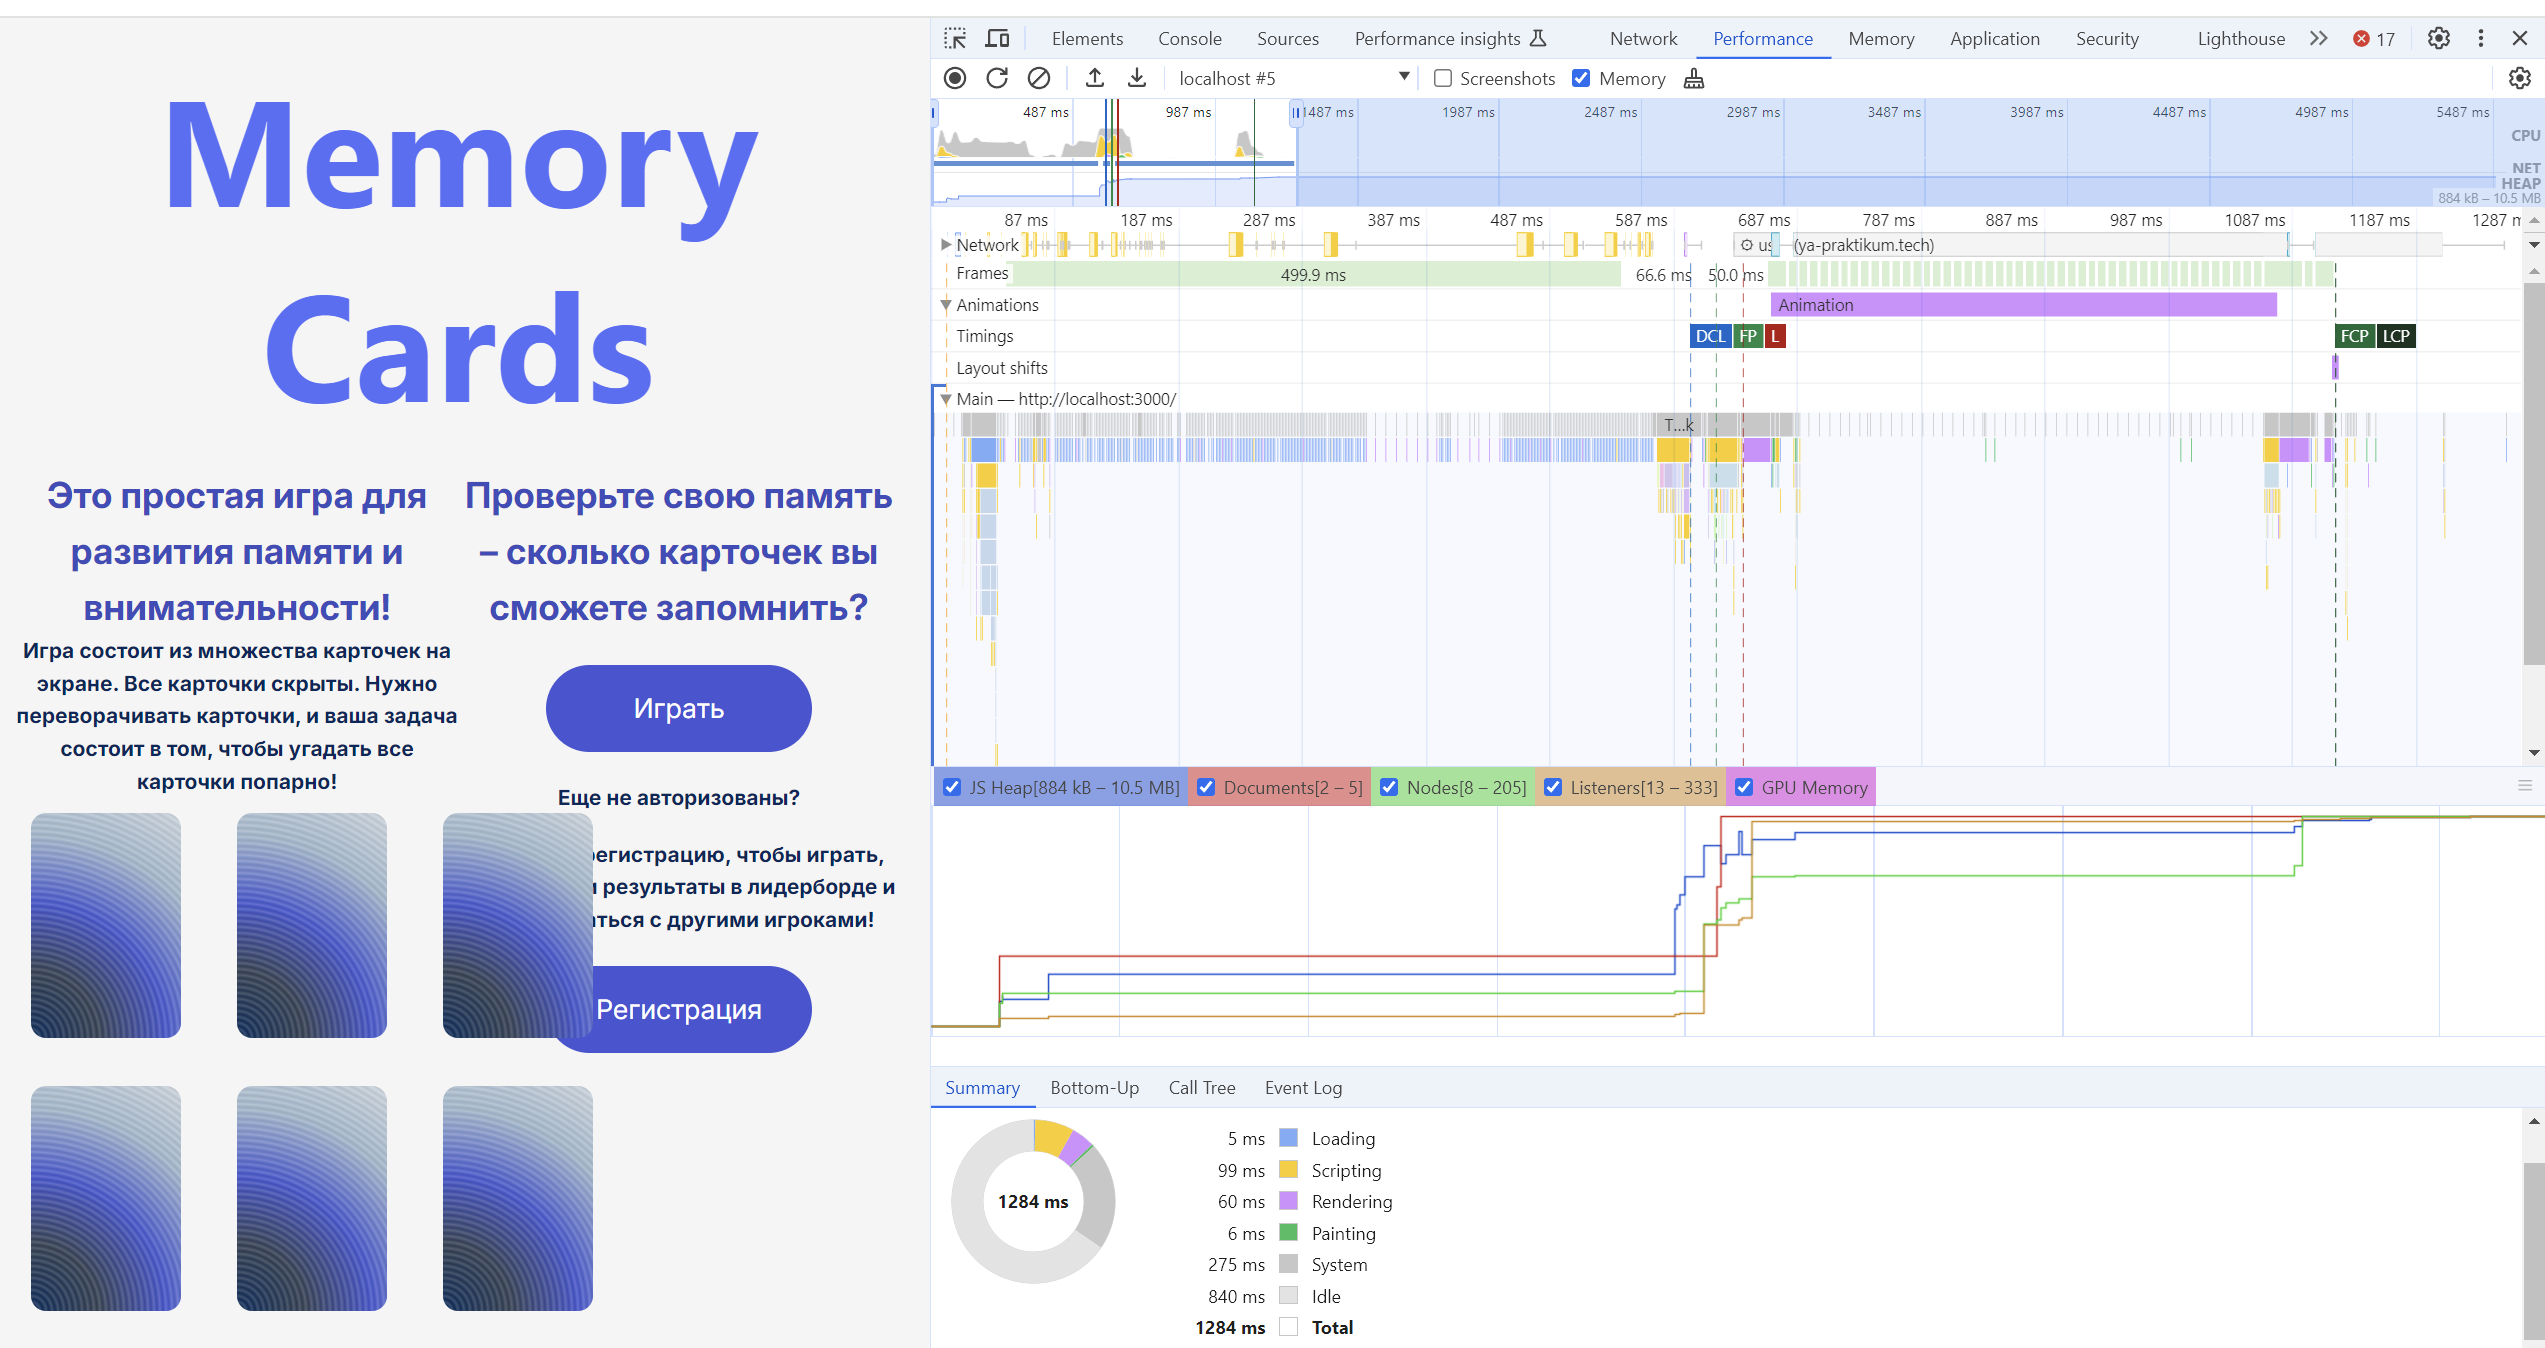 Memory
Cards
Это простая игра для
развития памяти и
внимательности!
Игра состоит из множества карточек на
экране. Все карточки скрыты. Нужно
переворачивать карточки, и ваша задача
состоит в том, чтобы угадать все
карточки попарно!
Проверьте свою память
– сколько карточек вы
сможете запомнить?
Играть
Еще не авторизованы?
регистрацию, чтобы играть,
результаты в лидерборде и
с другими игроками!
Регистрация
Elements Console Sources Performance insights Network Performance Memory Application Security Lighthouse 17
localhost #5 Screenshots Memory
487 ms 987 ms 1487 ms 1987 ms 2487 ms 2987 ms 3487 ms 3987 ms 4487 ms 4987 ms 5487 ms
CPU
NET
HEAP
884 kB – 10.5 MB
87 ms 187 ms 287 ms 387 ms 487 ms 587 ms 687 ms 787 ms 887 ms 987 ms 1087 ms 1187 ms 1287 m
Network us (ya-praktikum.tech)
Frames 499.9 ms 66.6 ms 50.0 ms
Animations Animation
Timings DCL FP L FCP LCP
Layout shifts
Main — http://localhost:3000/
T...k
JS Heap[884 kB – 10.5 MB] Documents[2 – 5] Nodes[8 – 205] Listeners[13 – 333] GPU Memory
Summary Bottom-Up Call Tree Event Log
1284 ms
5 ms Loading
99 ms Scripting
60 ms Rendering
6 ms Painting
275 ms System
840 ms Idle
1284 ms Total